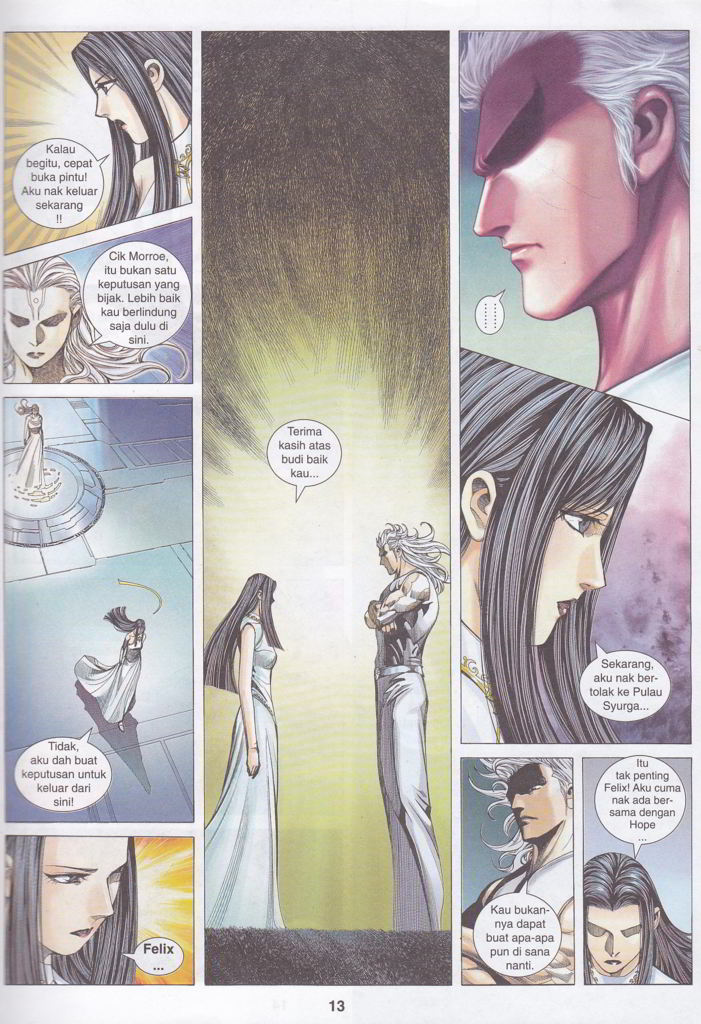 Kalau
begitu, cepat
buka pintu!
Aku nak keluar
sekarang
!!
Cik Morroe,
itu bukan satu
keputusan yang
bijak. Lebih baik
kau berlindung
saja dulu di
sini.
Tidak,
aku dah buat
keputusan untuk
keluar dari
sini!
Felix
...
Terima
kasih atas
budi baik
kau...
Sekarang,
aku nak ber-
tolak ke Pulau
Syurga...
Kau bukan-
nya dapat
buat apa-apa
pun di sana
nanti.
Itu
tak penting
Felix! Aku cuma
nak ada ber-
sama dengan
Hope
...
13